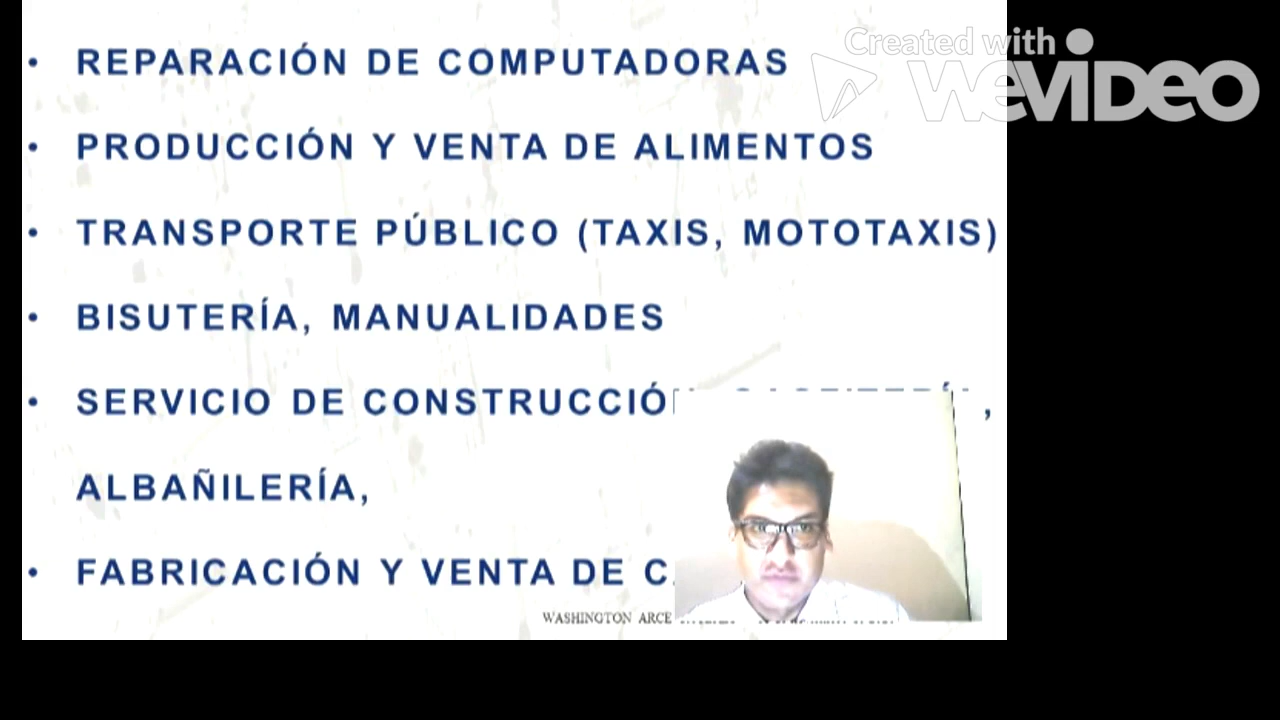 Created with
WEVIDEO
• REPARACIÓN DE COMPUTADORAS
• PRODUCCIÓN Y VENTA DE ALIMENTOS
• TRANSPORTE PÚBLICO (TAXIS, MOTOTAXIS)
• BISUTERÍA, MANUALIDADES
• SERVICIO DE CONSTRUCCIÓN
ALBAÑILERÍA,
• FABRICACIÓN Y VENTA DE
WASHINGTON ARCE